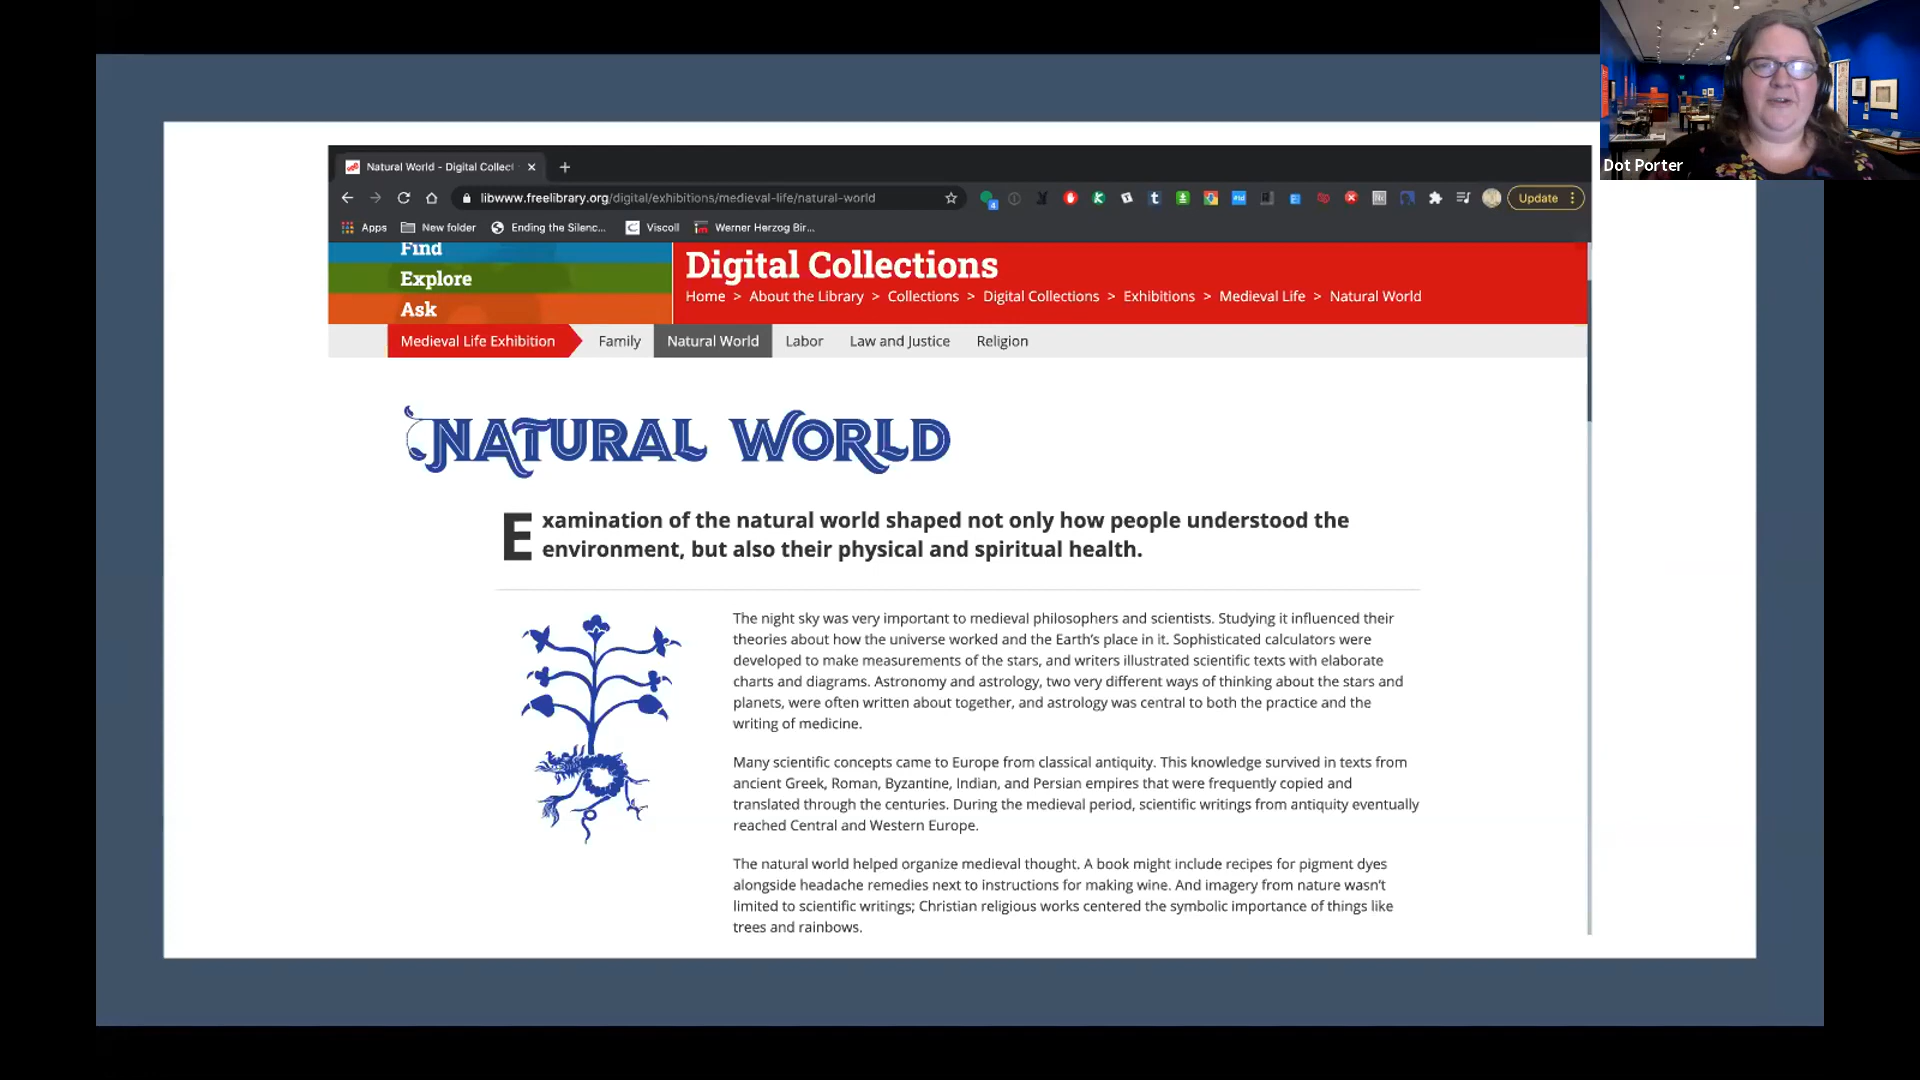 Natural World - Digital Collecti
libwww.freelibrary.org/digital/exhibitions/medieval-life/natural-world
Update
Apps
New folder
Ending the Silenc...
Viscoll
Werner Herzog Bir...
Find
Explore
Ask
Digital Collections
Home > About the Library > Collections > Digital Collections > Exhibitions > Medieval Life > Natural World
Medieval Life Exhibition
Family
Natural World
Labor
Law and Justice
Religion
NATURAL WORLD
Examination of the natural world shaped not only how people understood the
environment, but also their physical and spiritual health.
The night sky was very important to medieval philosophers and scientists. Studying it influenced their
theories about how the universe worked and the Earth's place in it. Sophisticated calculators were
developed to make measurements of the stars, and writers illustrated scientific texts with elaborate
charts and diagrams. Astronomy and astrology, two very different ways of thinking about the stars and
planets, were often written about together, and astrology was central to both the practice and the
writing of medicine.
Many scientific concepts came to Europe from classical antiquity. This knowledge survived in texts from
ancient Greek, Roman, Byzantine, Indian, and Persian empires that were frequently copied and
translated through the centuries. During the medieval period, scientific writings from antiquity eventually
reached Central and Western Europe.
The natural world helped organize medieval thought. A book might include recipes for pigment dyes
alongside headache remedies next to instructions for making wine. And imagery from nature wasn't
limited to scientific writings; Christian religious works centered the symbolic importance of things like
trees and rainbows.
Dot Porter